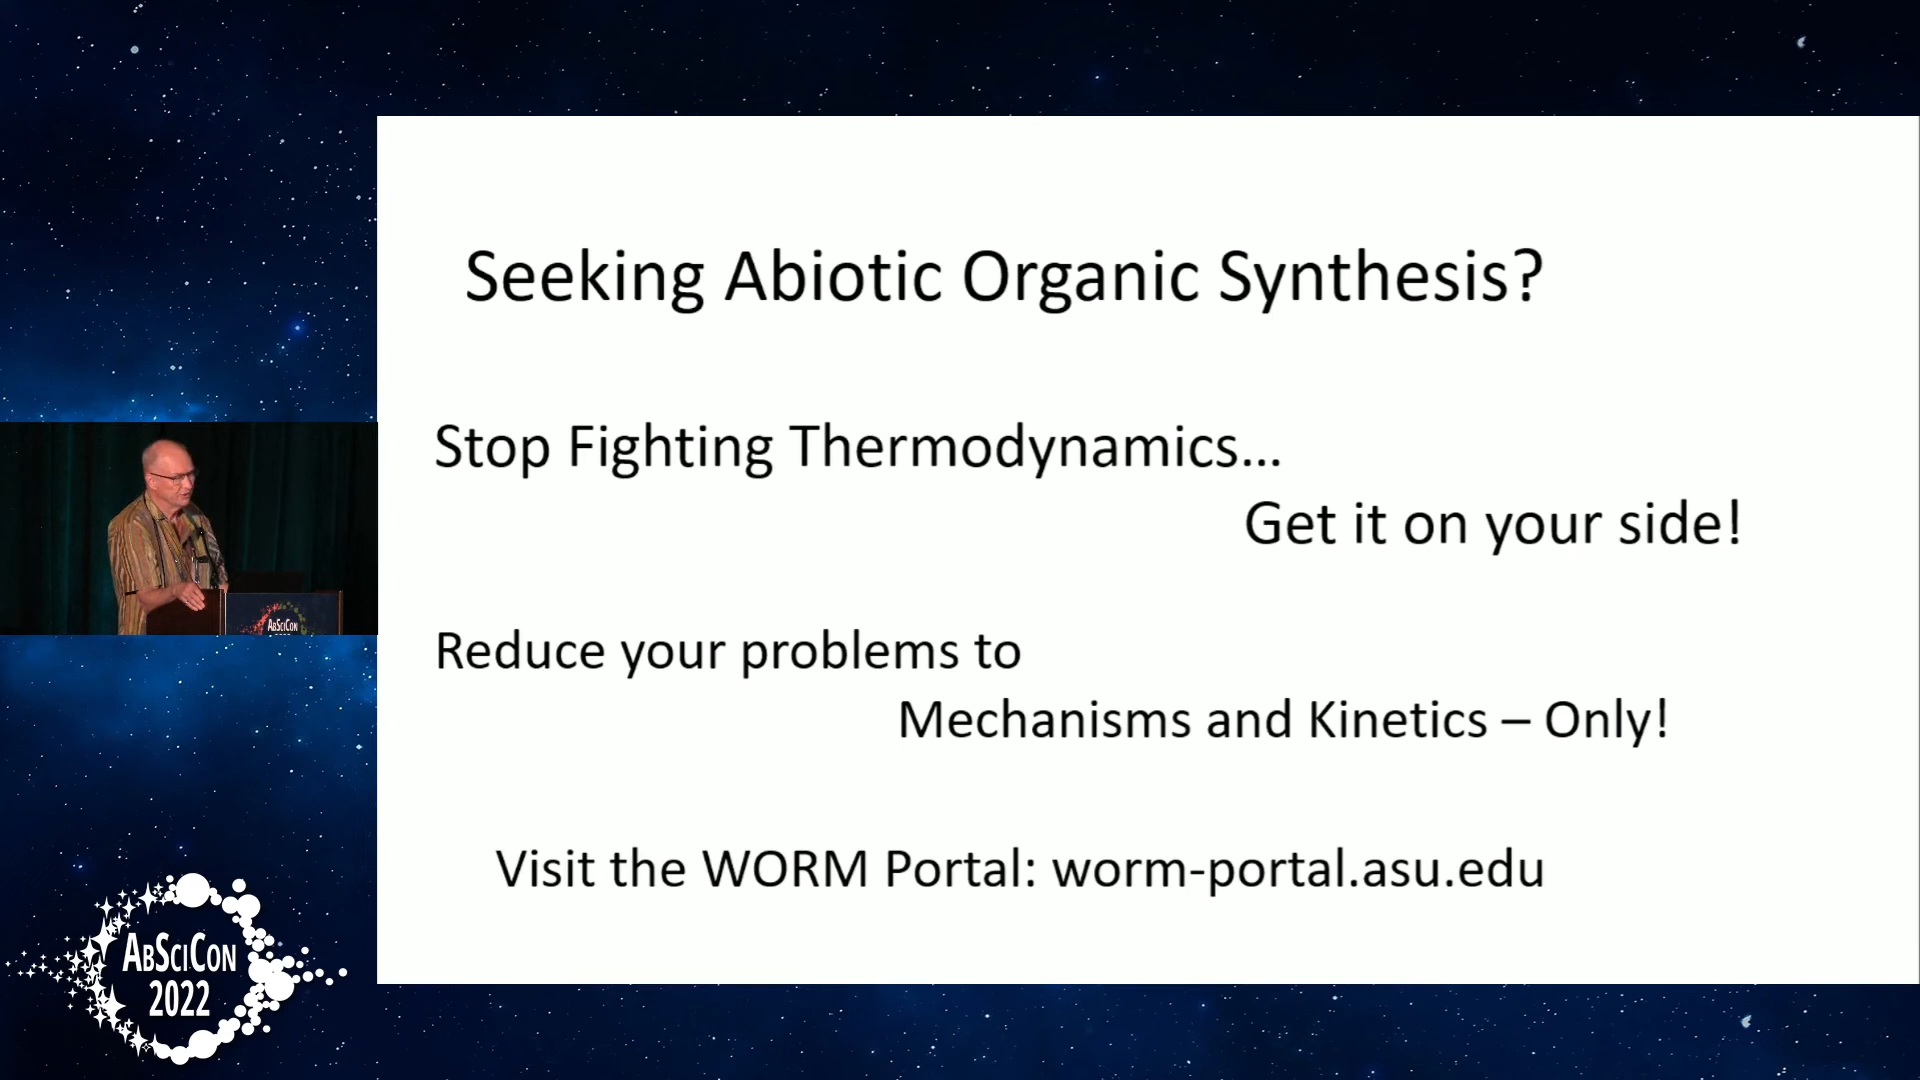 Seeking Abiotic Organic Synthesis?
Stop Fighting Thermodynamics...
Get it on your side!
Reduce your problems to
Mechanisms and Kinetics – Only!
Visit the WORM Portal: worm-portal.asu.edu
ABSCICON
ABSCICON
2022